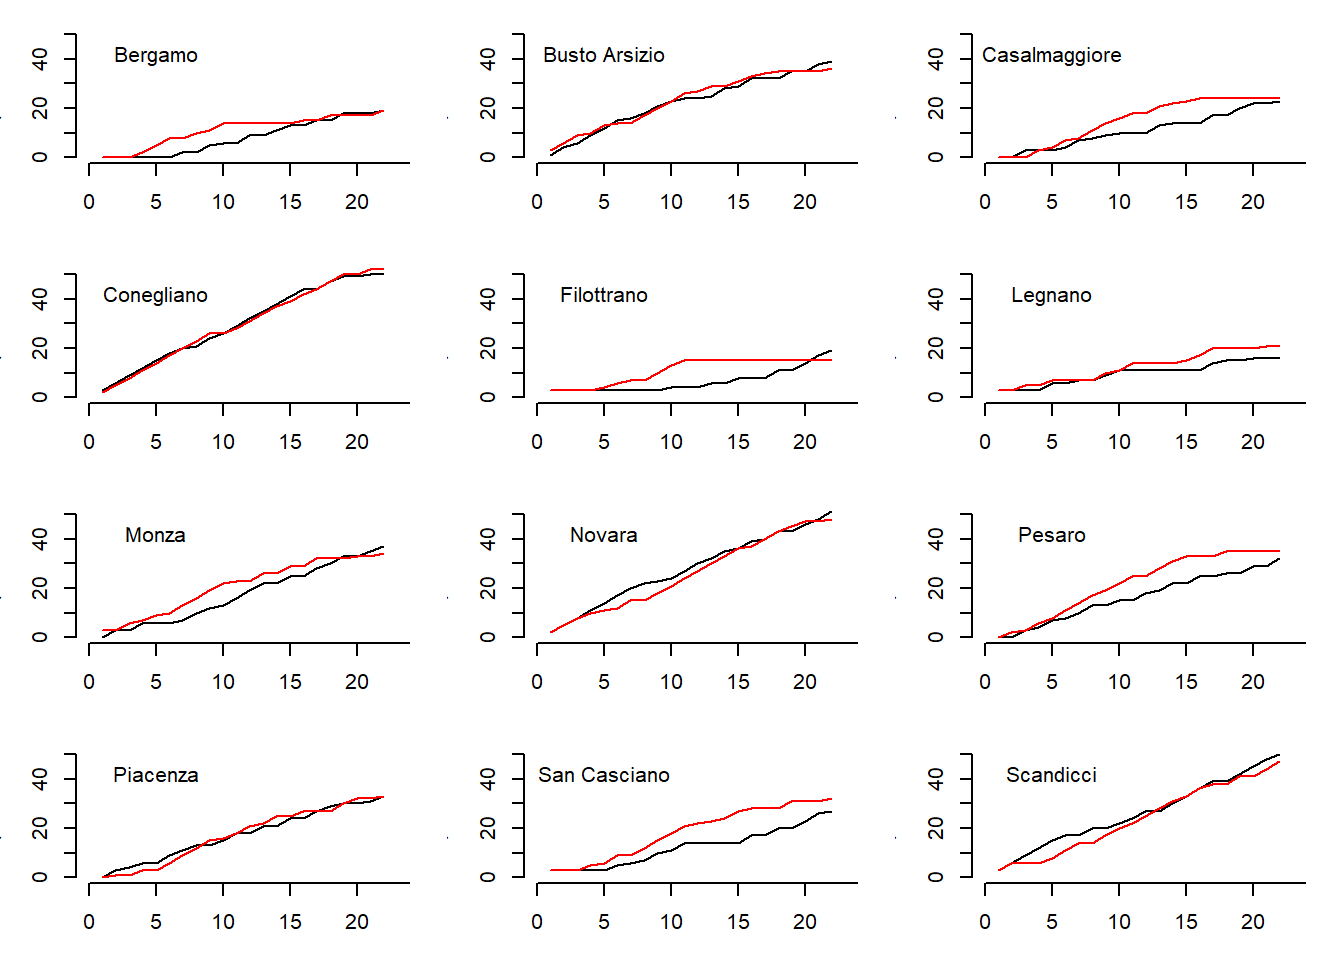 Bergamo
0 20 40
0 5 10 15 20
Busto Arsizio
0 20 40
0 5 10 15 20
Casalmaggiore
0 20 40
0 5 10 15 20
Conegliano
0 20 40
0 5 10 15 20
Filottrano
0 20 40
0 5 10 15 20
Legnano
0 20 40
0 5 10 15 20
Monza
0 20 40
0 5 10 15 20
Novara
0 20 40
0 5 10 15 20
Pesaro
0 20 40
0 5 10 15 20
Piacenza
0 20 40
0 5 10 15 20
San Casciano
0 20 40
0 5 10 15 20
Scandicci
0 20 40
0 5 10 15 20